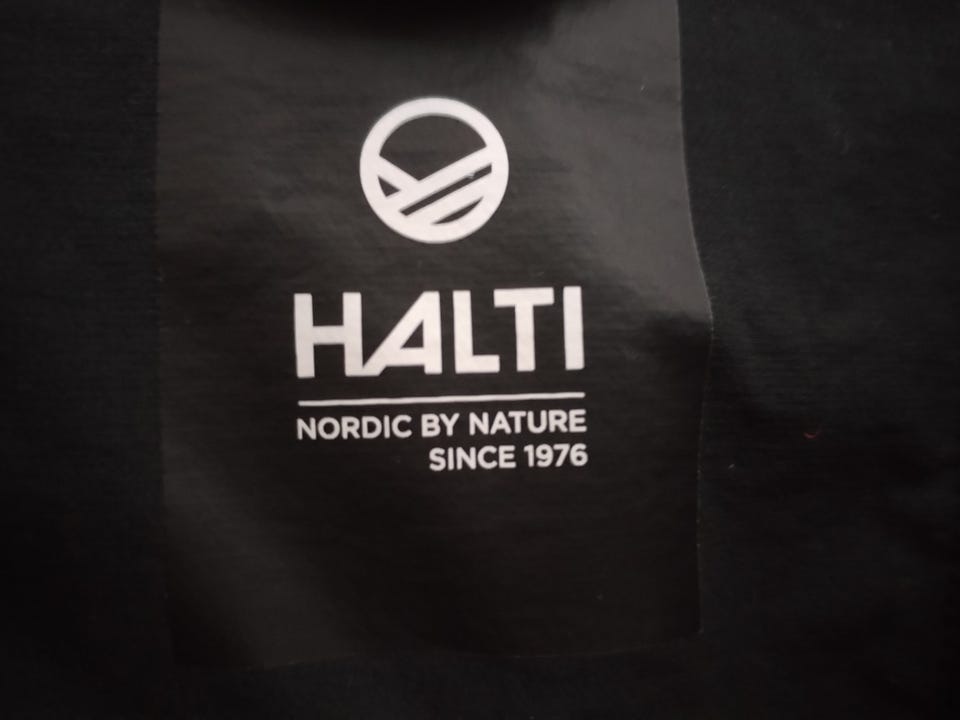 HALTI
NORDIC BY NATURE
SINCE 1976